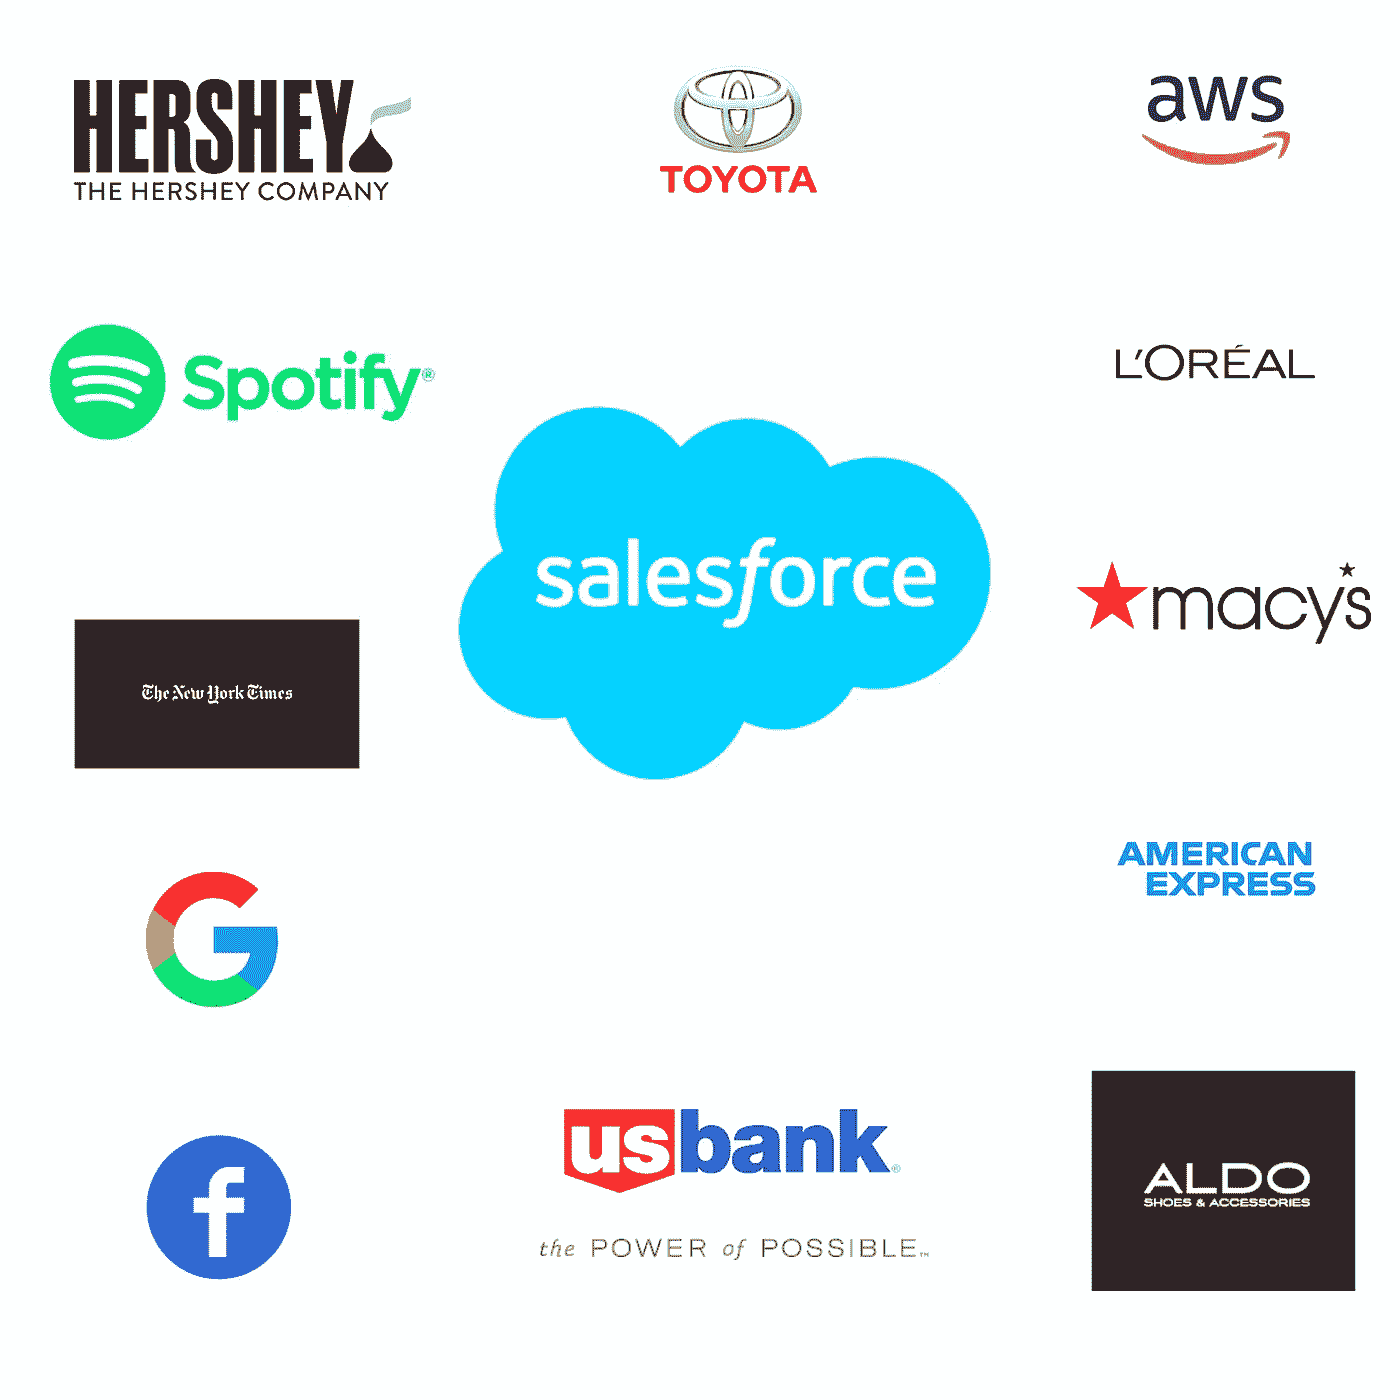 HERSHEY
THE HERSHEY COMPANY
TOYOTA
aws
Spotify®
L'ORÉAL
salesforce
macy's
The New York Times
AMERICAN
EXPRESS
G
f
usbank®
the POWER of POSSIBLE™
ALDO
SHOES & ACCESSORIES